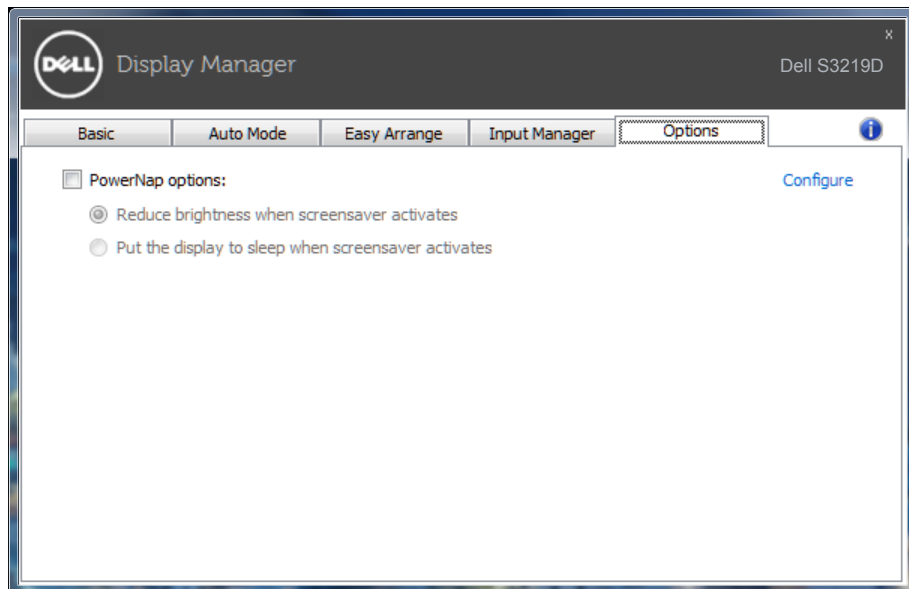 x
DELL Display Manager
Dell S3219D
Basic Auto Mode Easy Arrange Input Manager Options i
PowerNap options: Configure
Reduce brightness when screensaver activates
Put the display to sleep when screensaver activates